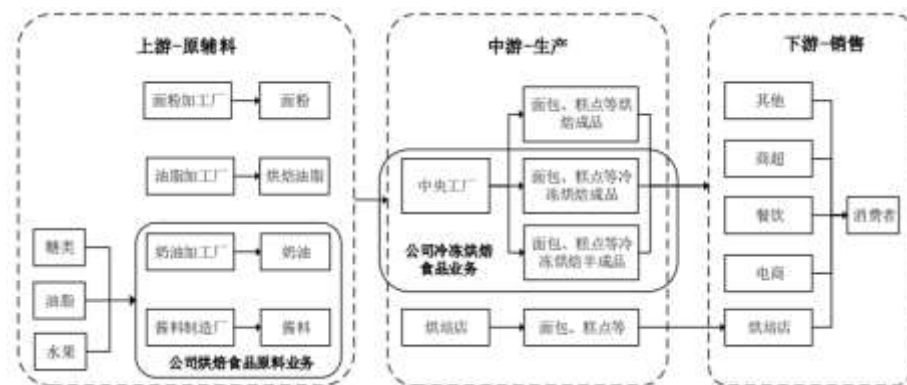 上游-原辅料
面粉加工厂
面粉
油脂加工厂
烘焙油脂
糖类
油脂
水果
奶油加工厂
奶油
酱料制造厂
酱料
公司烘焙食品原料业务
中游-生产
面包、糕点等烘
焙成品
中央工厂
面包、糕点等冷
冻烘焙成品
公司冷冻烘焙
食品业务
面包、糕点等冷
冻烘焙半成品
烘焙店
面包、糕点等
下游-销售
其他
商超
餐饮
电商
烘焙店
消费者